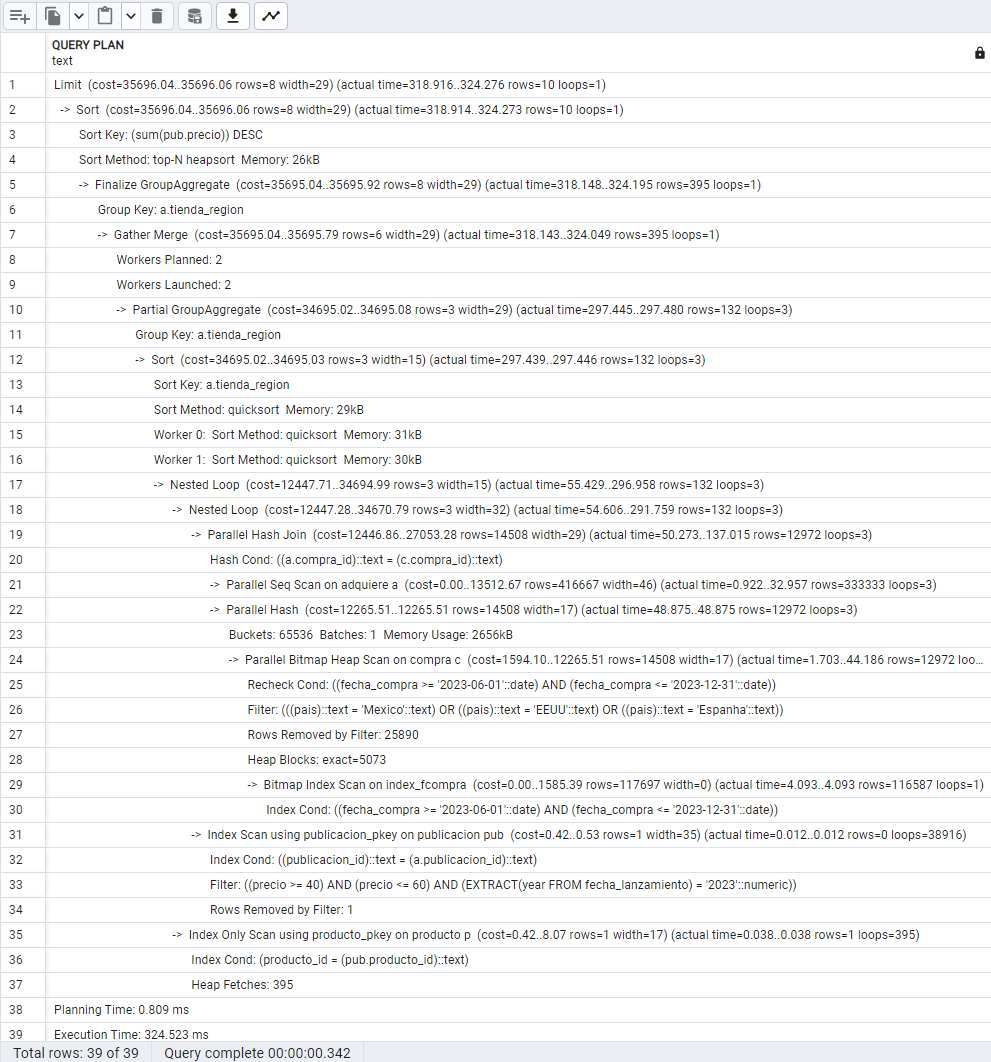 QUERY PLAN
text
1 Limit (cost=35696.04..35696.06 rows=8 width=29) (actual time=318.916..324.276 rows=10 loops=1)
2 -> Sort (cost=35696.04..35696.06 rows=8 width=29) (actual time=318.914..324.273 rows=10 loops=1)
3 Sort Key: (sum(pub.precio)) DESC
4 Sort Method: top-N heapsort Memory: 26kB
5 -> Finalize GroupAggregate (cost=35695.04..35695.92 rows=8 width=29) (actual time=318.148..324.195 rows=395 loops=1)
6 Group Key: a.tienda_region
7 -> Gather Merge (cost=35695.04..35695.79 rows=6 width=29) (actual time=318.143..324.049 rows=395 loops=1)
8 Workers Planned: 2
9 Workers Launched: 2
10 -> Partial GroupAggregate (cost=34695.02..34695.08 rows=3 width=29) (actual time=297.445..297.480 rows=132 loops=3)
11 Group Key: a.tienda_region
12 -> Sort (cost=34695.02..34695.03 rows=3 width=15) (actual time=297.439..297.446 rows=132 loops=3)
13 Sort Key: a.tienda_region
14 Sort Method: quicksort Memory: 29kB
15 Worker 0: Sort Method: quicksort Memory: 31kB
16 Worker 1: Sort Method: quicksort Memory: 30kB
17 -> Nested Loop (cost=12447.71..34694.99 rows=3 width=15) (actual time=55.429..296.958 rows=132 loops=3)
18 -> Nested Loop (cost=12447.28..34670.79 rows=3 width=32) (actual time=54.606..291.759 rows=132 loops=3)
19 -> Parallel Hash Join (cost=12446.86..27053.28 rows=14508 width=29) (actual time=50.273..137.015 rows=12972 loops=3)
20 Hash Cond: ((a.compra_id)::text = (c.compra_id)::text)
21 -> Parallel Seq Scan on adquiere a (cost=0.00..13512.67 rows=416667 width=46) (actual time=0.922..32.957 rows=333333 loops=3)
22 -> Parallel Hash (cost=12265.51..12265.51 rows=14508 width=17) (actual time=48.875..48.875 rows=12972 loops=3)
23 Buckets: 65536 Batches: 1 Memory Usage: 2656kB
24 -> Parallel Bitmap Heap Scan on compra c (cost=1594.10..12265.51 rows=14508 width=17) (actual time=1.703..44.186 rows=12972 loo...
25 Recheck Cond: ((fecha_compra >= '2023-06-01'::date) AND (fecha_compra <= '2023-12-31'::date))
26 Filter: (((pais)::text = 'Mexico'::text) OR ((pais)::text = 'EEUU'::text) OR ((pais)::text = 'Espanha'::text))
27 Rows Removed by Filter: 25890
28 Heap Blocks: exact=5073
29 -> Bitmap Index Scan on index_fcompra (cost=0.00..1585.39 rows=117697 width=0) (actual time=4.093..4.093 rows=116587 loops=1)
30 Index Cond: ((fecha_compra >= '2023-06-01'::date) AND (fecha_compra <= '2023-12-31'::date))
31 -> Index Scan using publicacion_pkey on publicacion pub (cost=0.42..0.53 rows=1 width=35) (actual time=0.012..0.012 rows=0 loops=38916)
32 Index Cond: ((publicacion_id)::text = (a.publicacion_id)::text)
33 Filter: ((precio >= 40) AND (precio <= 60) AND (EXTRACT(year FROM fecha_lanzamiento) = '2023'::numeric))
34 Rows Removed by Filter: 1
35 -> Index Only Scan using producto_pkey on producto p (cost=0.42..8.07 rows=1 width=17) (actual time=0.038..0.038 rows=1 loops=395)
36 Index Cond: (producto_id = (pub.producto_id)::text)
37 Heap Fetches: 395
38 Planning Time: 0.809 ms
39 Execution Time: 324.523 ms
Total rows: 39 of 39 Query complete 00:00:00.342